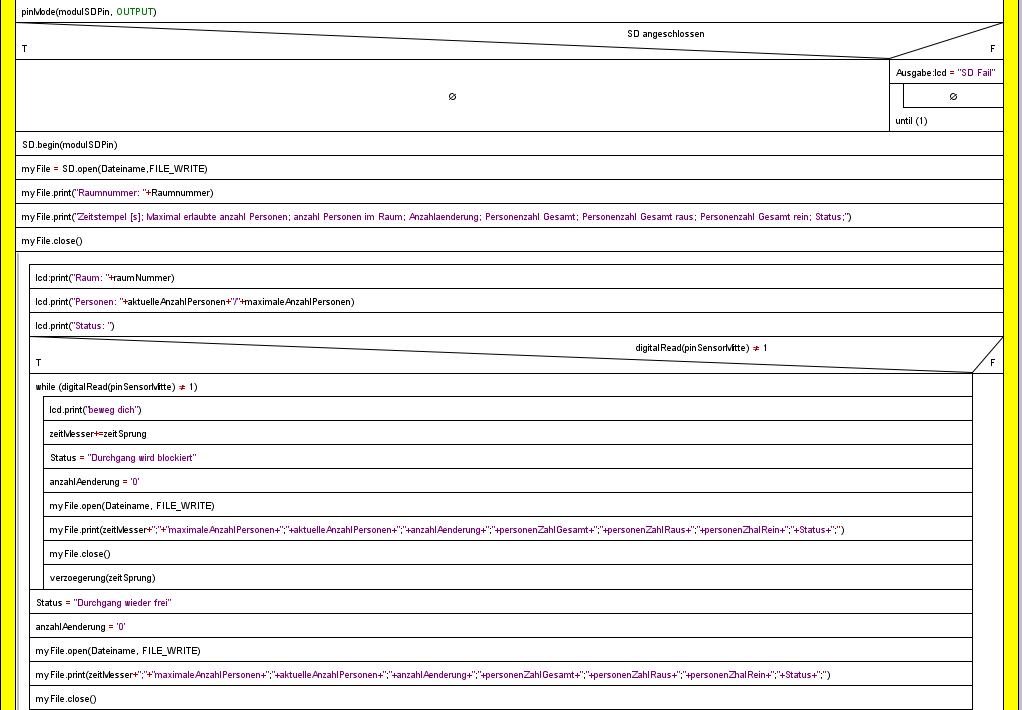 pinMode(modulSDPin, OUTPUT)
SD angeschlossen
T F
Ausgabe:lcd = "SD Fail"
∅ ∅
until (1)
SD.begin(modulSDPin)
myFile = SD.open(Dateiname,FILE_WRITE)
myFile.print("Raumnummer: "+Raumnummer)
myFile.print("Zeitstempel [s]; Maximal erlaubte anzahl Personen; anzahl Personen im Raum; Anzahlaenderung; Personenzahl Gesamt; Personenzahl Gesamt raus; Personenzahl Gesamt rein; Status;")
myFile.close()
lcd:print("Raum: "+raumNummer)
lcd.print("Personen: "+aktuelleAnzahlPersonen+"/"+maximaleAnzahlPersonen)
lcd.print("Status: ")
digitalRead(pinSensorMitte) ≠ 1
T F
while (digitalRead(pinSensorMitte) ≠ 1)
lcd.print("beweg dich")
zeitMesser+=zeitSprung
Status = "Durchgang wird blockiert"
anzahlAenderung = '0'
myFile.open(Dateiname, FILE_WRITE)
myFile.print(zeitMesser+";"+"maximaleAnzahlPersonen+";"+aktuelleAnzahlPersonen+";"+anzahlAenderung+";"+personenZahlGesamt+";"+personenZahlRaus+";"+personenZhalRein+";"+Status+";")
myFile.close()
verzoegerung(zeitSprung)
Status = "Durchgang wieder frei"
anzahlAenderung = '0'
myFile.open(Dateiname, FILE_WRITE)
myFile.print(zeitMesser+";"+"maximaleAnzahlPersonen+";"+aktuelleAnzahlPersonen+";"+anzahlAenderung+";"+personenZahlGesamt+";"+personenZahlRaus+";"+personenZhalRein+";"+Status+";")
myFile.close()